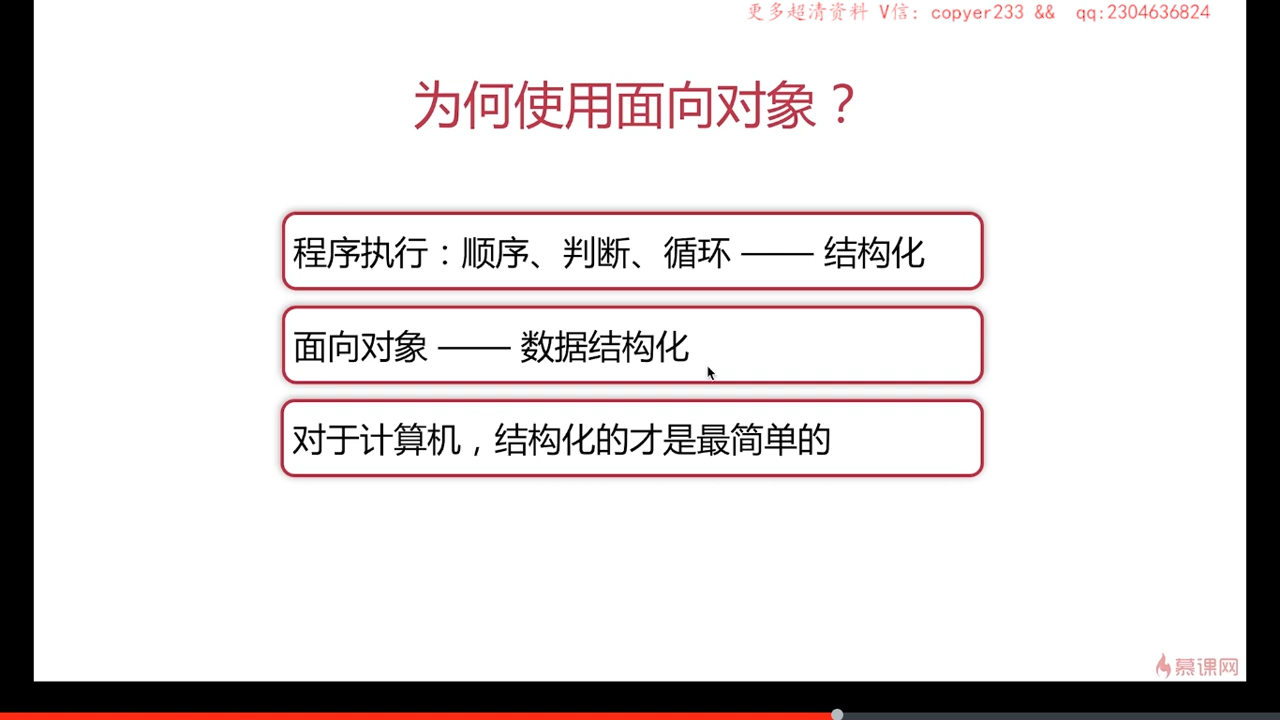 更多超清资料 V信: copyer233 && qq:2304636824
为何使用面向对象？
程序执行：顺序、判断、循环 —— 结构化
面向对象 —— 数据结构化
对于计算机，结构化的才是最简单的
慕课网